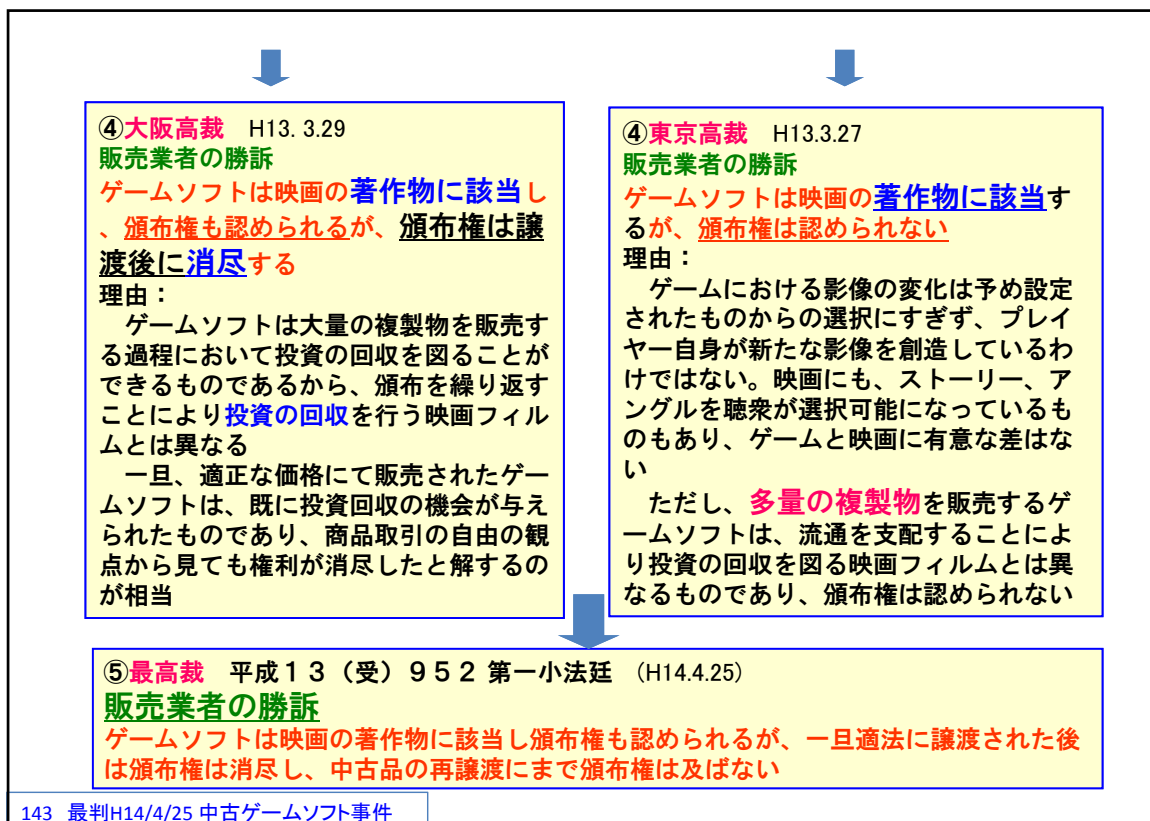 ④大阪高裁 H13. 3.29
販売業者の勝訴
ゲームソフトは映画の著作物に該当し
、頒布権も認められるが、頒布権は譲
渡後に消尽する
理由：
　ゲームソフトは大量の複製物を販売す
る過程において投資の回収を図ることが
できるものであるから、頒布を繰り返す
ことにより投資の回収を行う映画フィル
ムとは異なる
　一旦、適正な価格にて販売されたゲー
ムソフトは、既に投資回収の機会が与え
られたものであり、商品取引の自由の観
点から見ても権利が消尽したと解するの
が相当
④東京高裁 H13.3.27
販売業者の勝訴
ゲームソフトは映画の著作物に該当す
るが、頒布権は認められない
理由：
　ゲームにおける影像の変化は予め設定
されたものからの選択にすぎず、プレイ
ヤー自身が新たな影像を創造しているわ
けではない。映画にも、ストーリー、ア
ングルを聴衆が選択可能になっているも
のもあり、ゲームと映画に有意な差はな
い
　ただし、多量の複製物を販売するゲ
ームソフトは、流通を支配することによ
り投資の回収を図る映画フィルムとは異
なるものであり、頒布権は認められない
⑤最高裁 平成１３（受）９５２ 第一小法廷 （H14.4.25）
販売業者の勝訴
ゲームソフトは映画の著作物に該当し頒布権も認められるが、一旦適法に譲渡された後
は頒布権は消尽し、中古品の再譲渡にまで頒布権は及ばない
143 最判H14/4/25 中古ゲームソフト事件